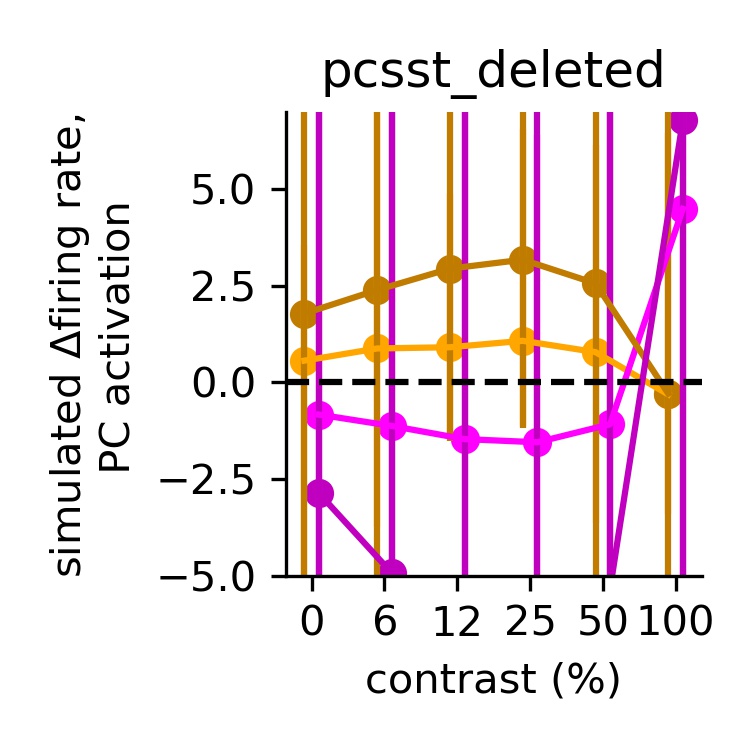 pcsst_deleted
simulated Δfiring rate,
PC activation
5.0
2.5
0.0
−2.5
−5.0
0 6 12 25 50 100
contrast (%)